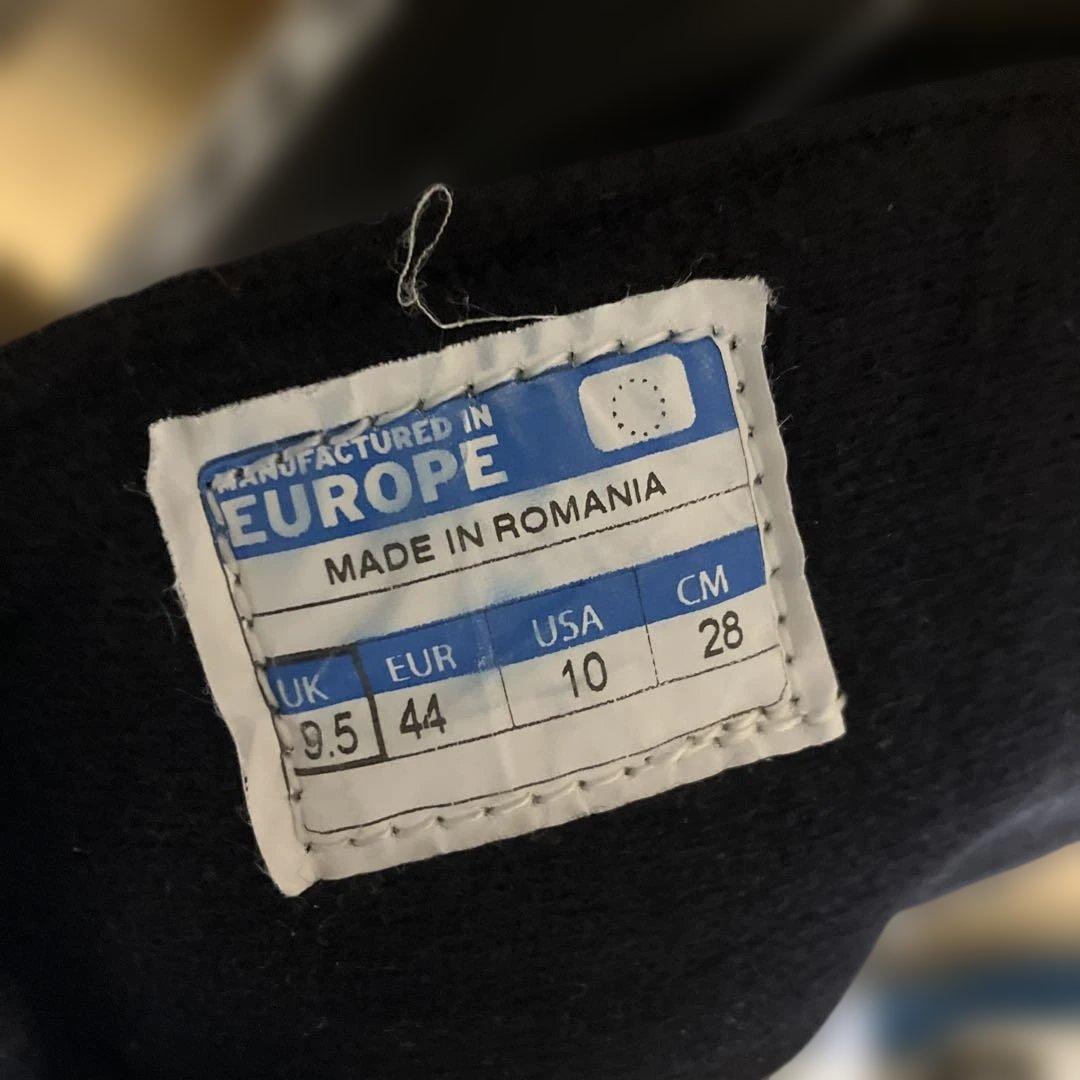 MANUFACTURED IN
EUROPE
MADE IN ROMANIA
UK EUR USA CM
9.5 44 10 28